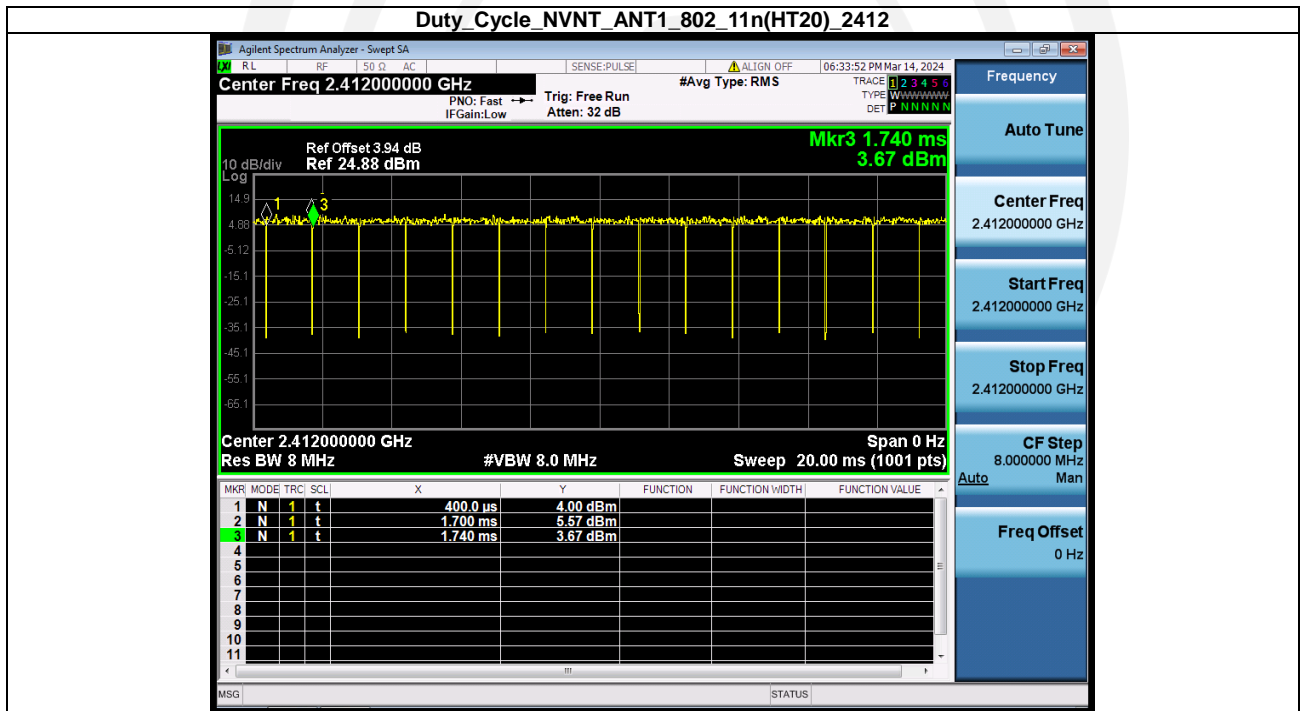 Duty_Cycle_NVNT_ANT1_802_11n(HT20)_2412
Agilent Spectrum Analyzer - Swept SA
LXI RL RF 50 Ω AC SENSE:PULSE ALIGN OFF 06:33:52 PM Mar 14, 2024
Center Freq 2.412000000 GHz #Avg Type: RMS TRACE 1 2 3 4 5 6
PNO: Fast Trig: Free Run TYPE WWWWWW
IFGain:Low Atten: 32 dB DET P N N N N N
Mkr3 1.740 ms
Ref Offset 3.94 dB
10 dB/div Ref 24.88 dBm 3.67 dBm
Log
14.9
4.88
-5.12
-15.1
-25.1
-35.1
-45.1
-55.1
-65.1
1
3
Center 2.412000000 GHz Span 0 Hz
Res BW 8 MHz #VBW 8.0 MHz Sweep 20.00 ms (1001 pts)
MKR MODE TRC SCL X Y FUNCTION FUNCTION WIDTH FUNCTION VALUE
1 N 1 t 400.0 µs 4.00 dBm
2 N 1 t 1.700 ms 5.57 dBm
3 N 1 t 1.740 ms 3.67 dBm
4
5
6
7
8
9
10
11
MSG STATUS
Frequency
Auto Tune
Center Freq
2.412000000 GHz
Start Freq
2.412000000 GHz
Stop Freq
2.412000000 GHz
CF Step
8.000000 MHz
Auto Man
Freq Offset
0 Hz